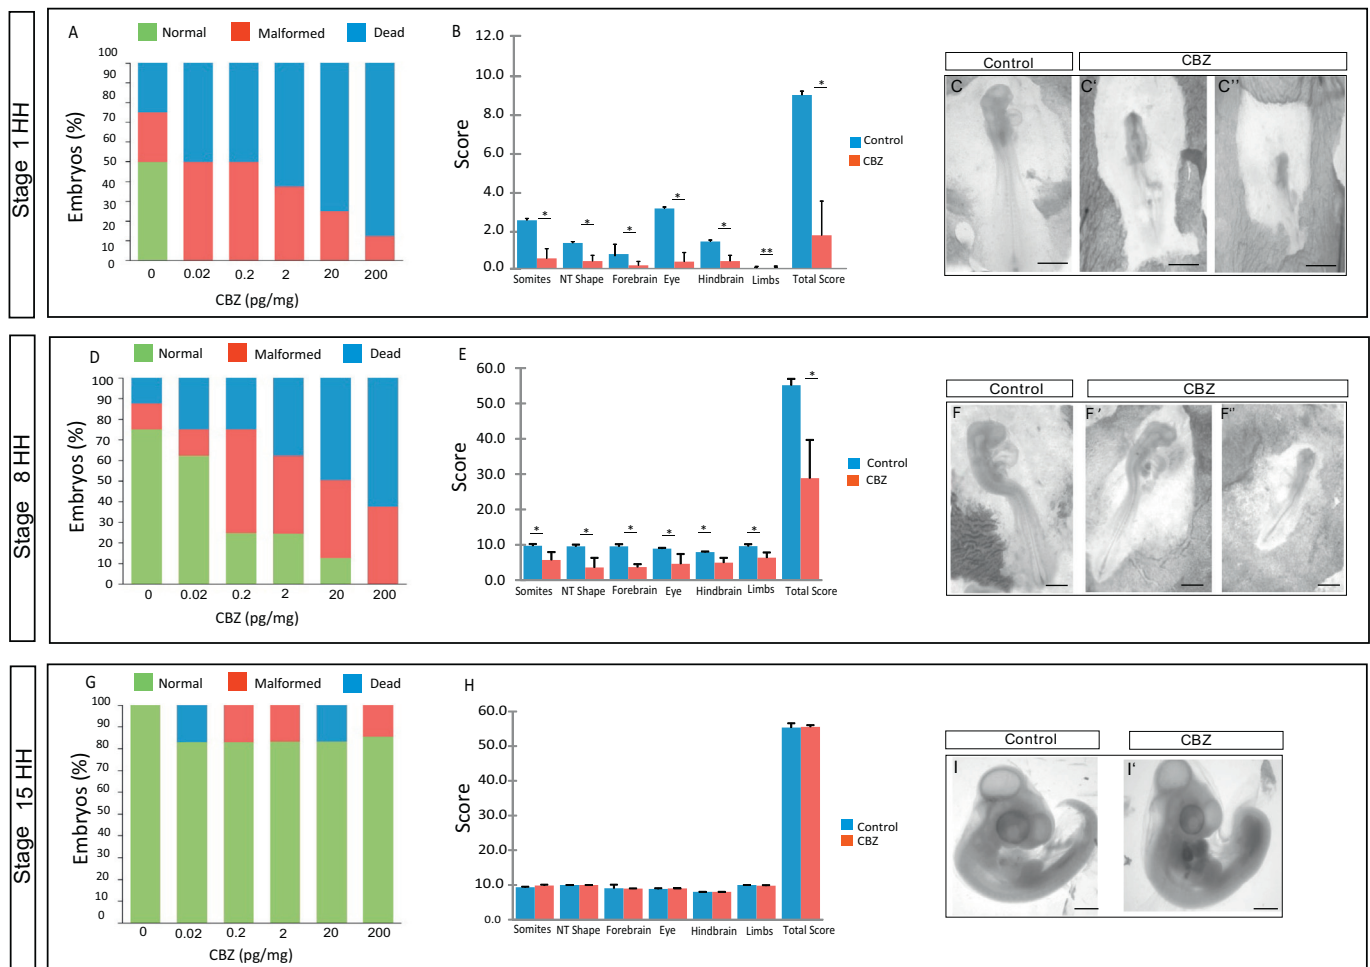 Stage 1 HH
A
Normal Malformed Dead
Embryos (%)
100
90
80
70
60
50
40
30
20
10
0
0 0.02 0.2 2 20 200
CBZ (pg/mg)
B
Score
12.0
10.0
8.0
6.0
4.0
2.0
0.0
* * * * * ** *
Somites NT Shape Forebrain Eye Hindbrain Limbs Total Score
Control
CBZ
Control CBZ
C C' C''
Stage 8 HH
D
Normal Malformed Dead
Embryos (%)
100
90
80
70
60
50
40
30
20
10
0
0 0.02 0.2 2 20 200
CBZ (pg/mg)
E
Score
60.0
50.0
40.0
30.0
20.0
10.0
0.0
* * * * * * *
Somites NT Shape Forebrain Eye Hindbrain Limbs Total Score
Control
CBZ
Control CBZ
F F' F''
Stage 15 HH
G
Normal Malformed Dead
Embryos (%)
100
90
80
70
60
50
40
30
20
10
0
0 0.02 0.2 2 20 200
CBZ (pg/mg)
H
Score
60.0
50.0
40.0
30.0
20.0
10.0
0.0
Somites NT Shape Forebrain Eye Hindbrain Limbs Total Score
Control
CBZ
Control CBZ
I I'